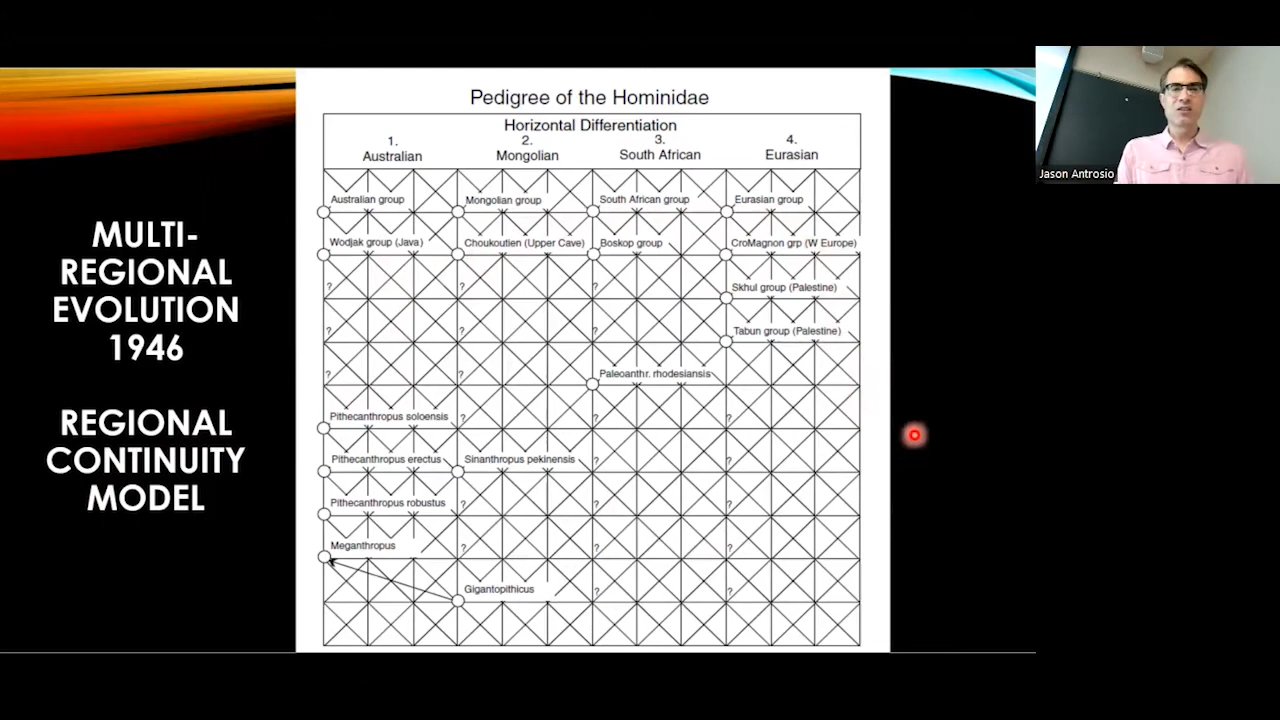 MULTI-
REGIONAL
EVOLUTION
1946
REGIONAL
CONTINUITY
MODEL
Pedigree of the Hominidae
Horizontal Differentiation
1. 2. 3. 4.
Australian Mongolian South African Eurasian
Australian group Mongolian group South African group Eurasian group
Wodjak group (Java) Choukoutien (Upper Cave) Boskop group CroMagnon grp (W Europe)
? ? ? Skhul group (Palestine)
? ? ? Tabun group (Palestine)
? ? Paleoanthr. rhodesiansis
Pithecanthropus soloensis ? ? ?
Pithecanthropus erectus Sinanthropus pekinensis ? ?
Pithecanthropus robustus ? ? ?
Meganthropus ? ? ?
Gigantopithicus ? ?
Jason Antrosio